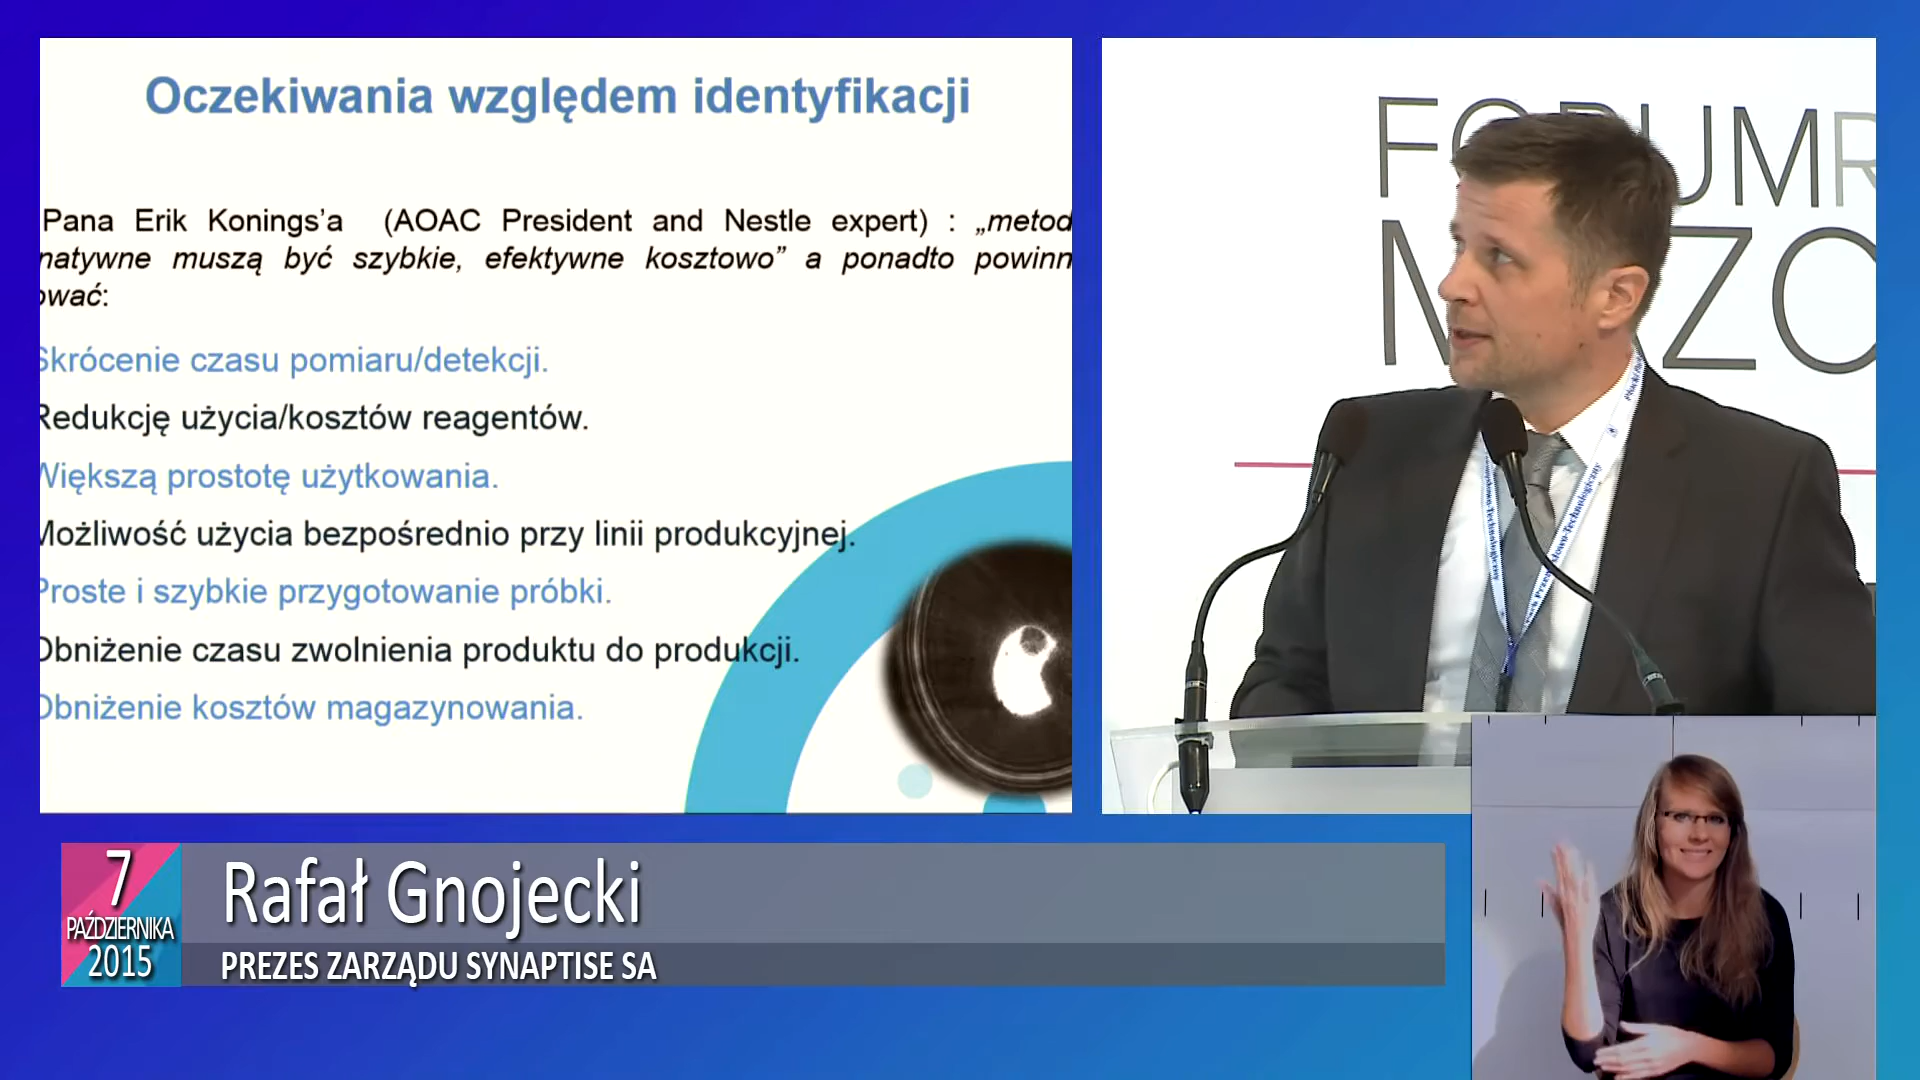 Oczekiwania względem identyfikacji
Pana Erik Konings’a (AOAC President and Nestle expert) : „metod
natywne muszą być szybkie, efektywne kosztowo” a ponadto powinn
ować:
Skrócenie czasu pomiaru/detekcji.
Redukcję użycia/kosztów reagentów.
Większą prostotę użytkowania.
Możliwość użycia bezpośrednio przy linii produkcyjnej.
Proste i szybkie przygotowanie próbki.
Obniżenie czasu zwolnienia produktu do produkcji.
Obniżenie kosztów magazynowania.
FORUMR
MAZO
Technologiczny
7
PAŹDZIERNIKA
2015
Rafał Gnojecki
PREZES ZARZĄDU SYNAPTISE SA